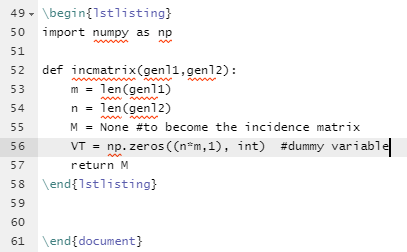 49 \begin{lstlisting}
50 import numpy as np
51
52 def incmatrix(genl1,genl2):
53     m = len(genl1)
54     n = len(genl2)
55     M = None #to become the incidence matrix
56     VT = np.zeros((n*m,1), int)  #dummy variable
57     return M
58 \end{lstlisting}
59
60
61 \end{document}